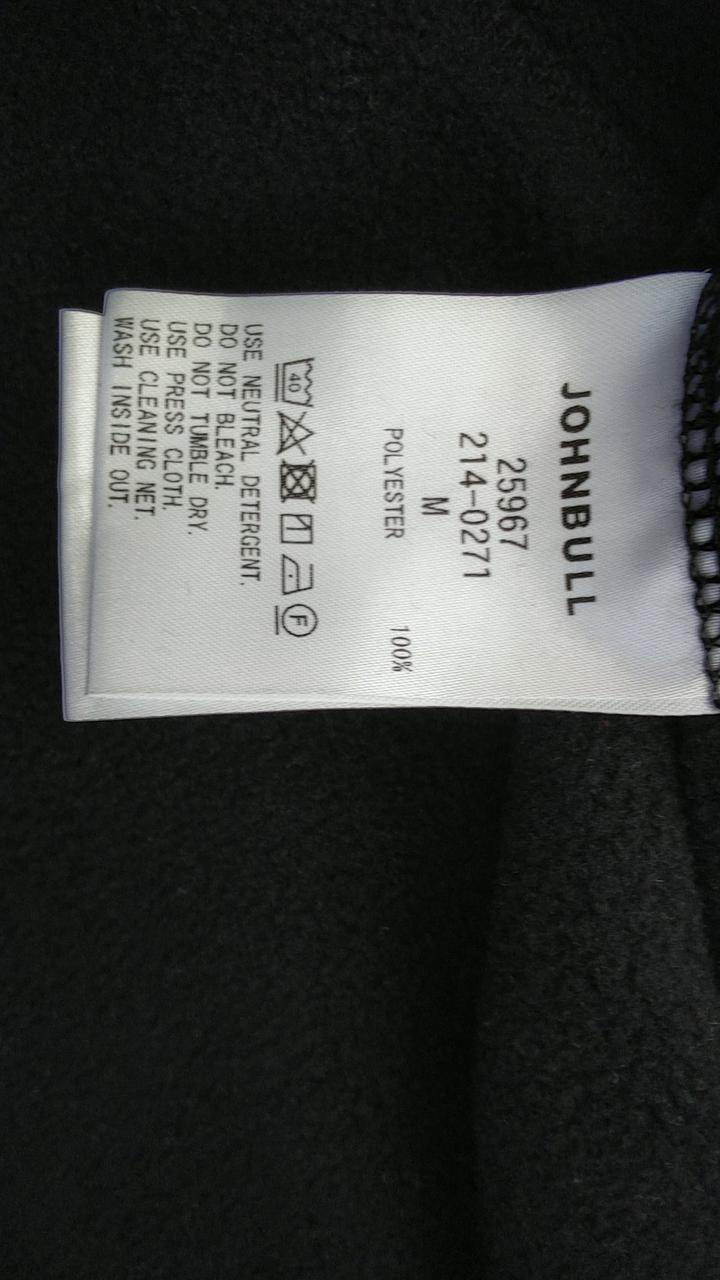 JOHNBULL
25967
214-0271
M
POLYESTER 100%
40
F
USE NEUTRAL DETERGENT.
DO NOT BLEACH.
DO NOT TUMBLE DRY.
USE PRESS CLOTH.
USE CLEANING NET.
WASH INSIDE OUT.